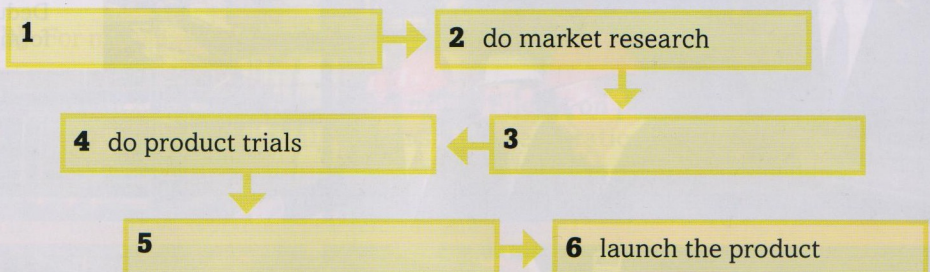 1
2 do market research
3
4 do product trials
5
6 launch the product